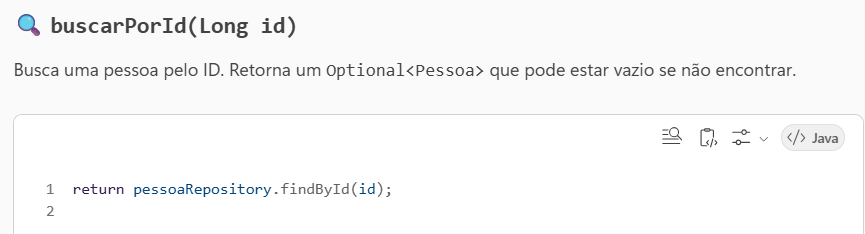 buscarPorId(Long id)
Busca uma pessoa pelo ID. Retorna um Optional<Pessoa> que pode estar vazio se não encontrar.
Java
1 return pessoaRepository.findById(id);
2